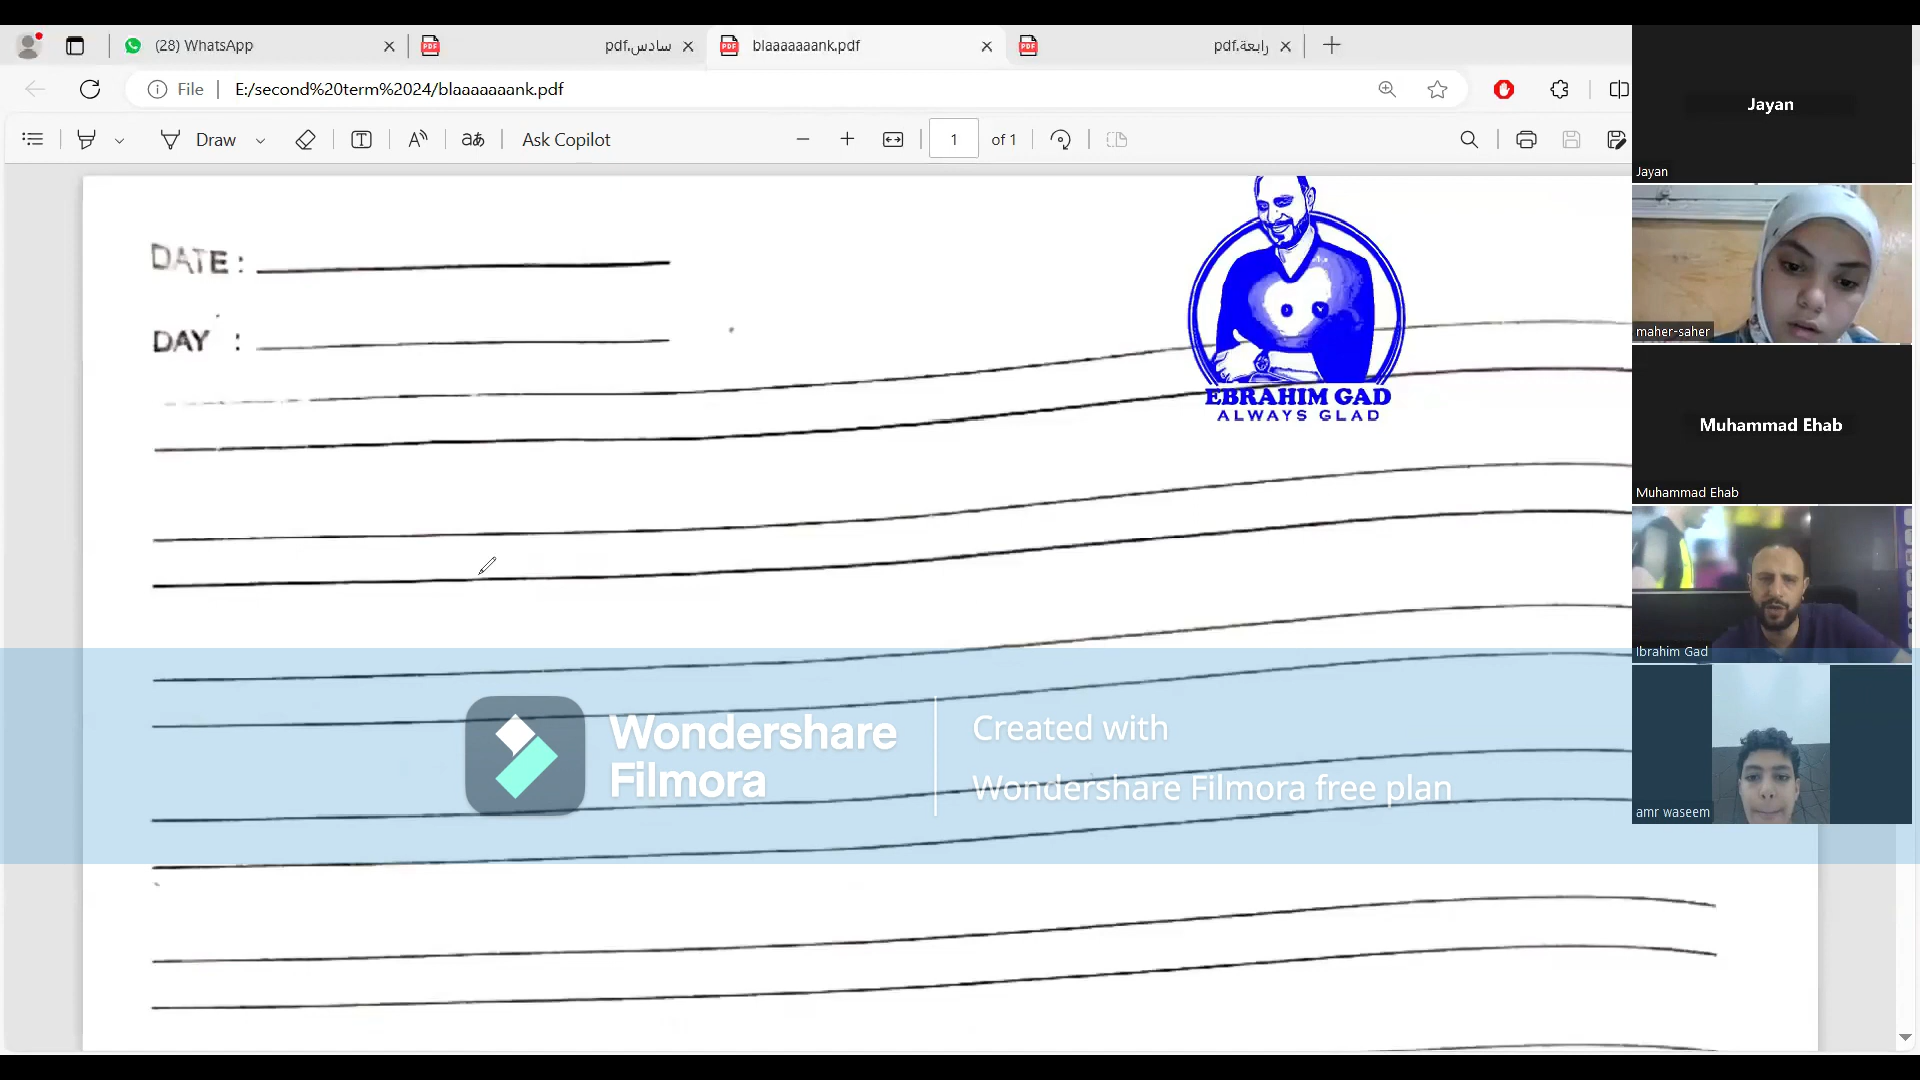 (28) WhatsApp
سادس.pdf
blaaaaaaank.pdf
رابعة.pdf
File
E:/second%20term%2024/blaaaaaaank.pdf
Draw
Ask Copilot
1
of 1
DATE :
DAY :
EBRAHIM GAD
ALWAYS GLAD
Wondershare
Filmora
Created with
Wondershare Filmora free plan
Jayan
Jayan
maher-saher
Muhammad Ehab
Muhammad Ehab
Ibrahim Gad
amr waseem